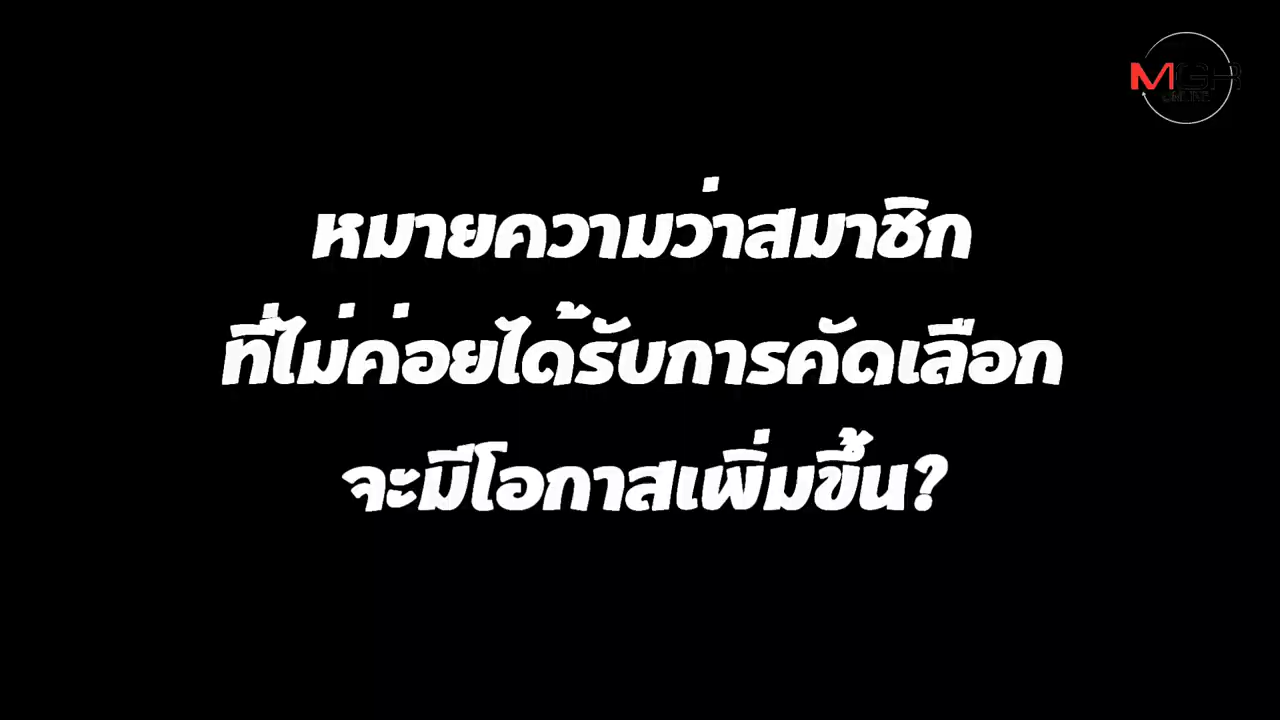 MGR
ONLINE
หมายความว่าสมาชิก
ที่ไม่ค่อยได้รับการคัดเลือก
จะมีโอกาสเพิ่มขึ้น?